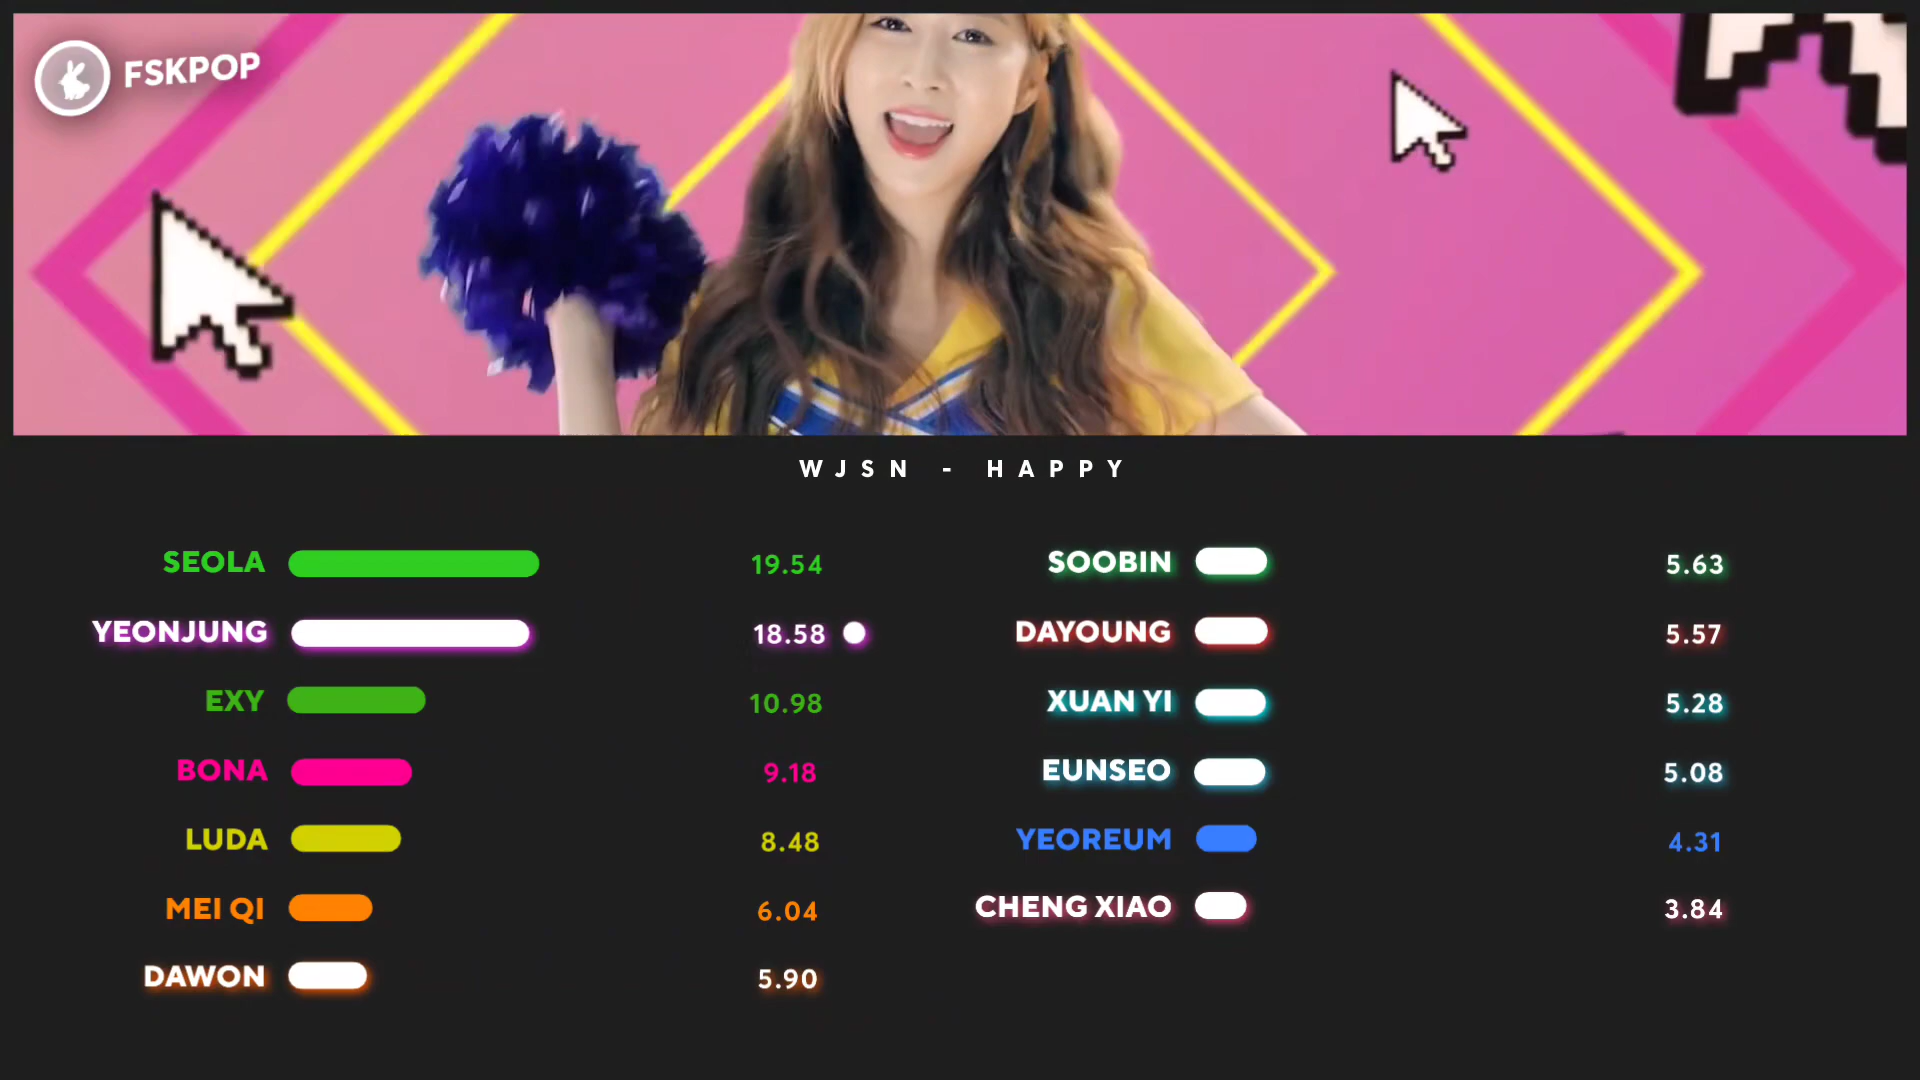 FSKPOP
WJSN - HAPPY
SEOLA 19.54
YEONJUNG 18.58
EXY 10.98
BONA 9.18
LUDA 8.48
MEI QI 6.04
DAWON 5.90
SOOBIN 5.63
DAYOUNG 5.57
XUAN YI 5.28
EUNSEO 5.08
YEOREUM 4.31
CHENG XIAO 3.84